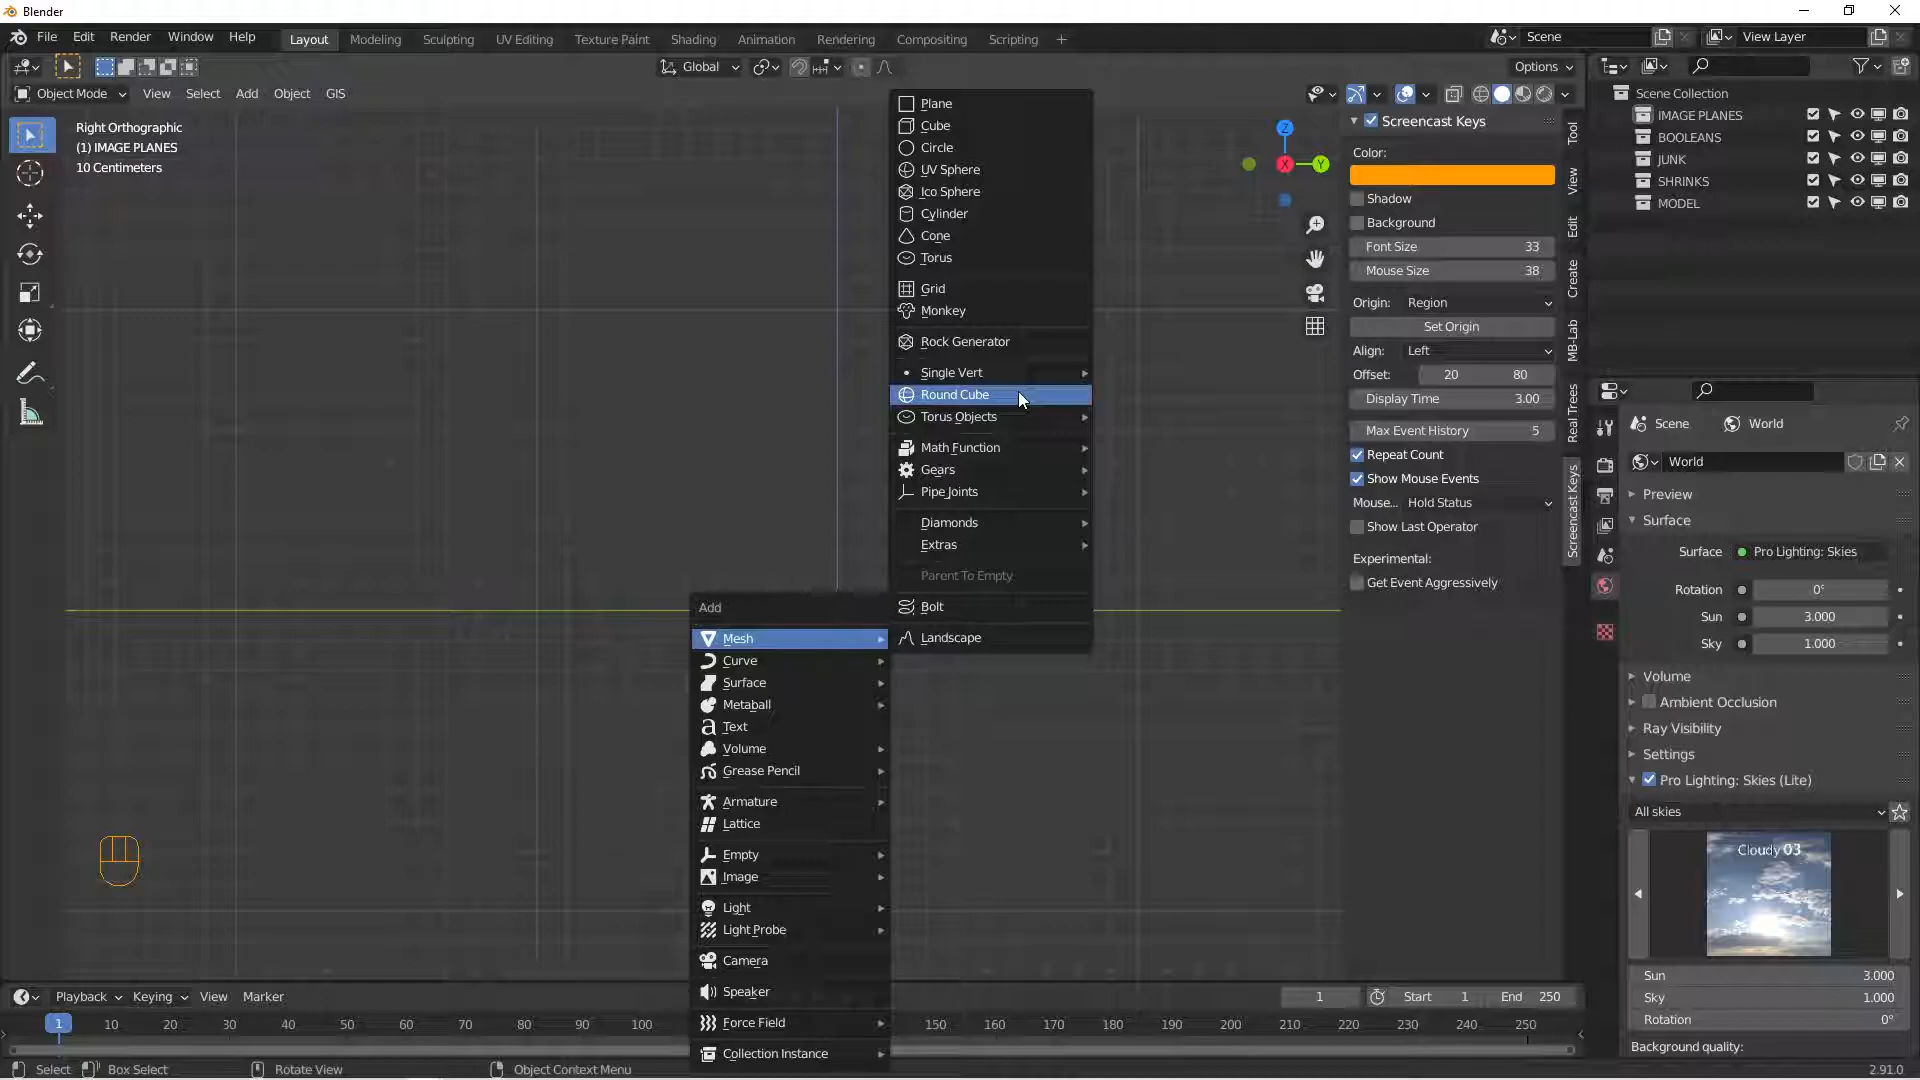 Blender
File Edit Render Window Help Layout Modeling Sculpting UV Editing Texture Paint Shading Animation Rendering Compositing Scripting + Scene View Layer
Global Options
Object Mode View Select Add Object GIS
Right Orthographic
(1) IMAGE PLANES
10 Centimeters
Z
X
Y
Plane
Cube
Circle
UV Sphere
Ico Sphere
Cylinder
Cone
Torus
Grid
Monkey
Rock Generator
Single Vert
Round Cube
Torus Objects
Math Function
Gears
Pipe Joints
Diamonds
Extras
Parent To Empty
Bolt
Landscape
Add
Mesh
Curve
Surface
Metaball
Text
Volume
Grease Pencil
Armature
Lattice
Empty
Image
Light
Light Probe
Camera
Speaker
Force Field
Collection Instance
Screencast Keys
Color:
Shadow
Background
Font Size 33
Mouse Size 38
Origin: Region
Set Origin
Align: Left
Offset: 20 80
Display Time 3.00
Max Event History 5
Repeat Count
Show Mouse Events
Mouse... Hold Status
Show Last Operator
Experimental:
Get Event Aggressively
Tool
View
Edit
Create
MB-Lab
Real Trees
Screencast Keys
Scene Collection
IMAGE PLANES
BOOLEANS
JUNK
SHRINKS
MODEL
Scene World
World
Preview
Surface
Surface Pro Lighting: Skies
Rotation 0°
Sun 3.000
Sky 1.000
Volume
Ambient Occlusion
Ray Visibility
Settings
Pro Lighting: Skies (Lite)
All skies
Cloudy 03
Sun 3.000
Sky 1.000
Rotation 0°
Background quality:
Playback Keying View Marker 1 Start 1 End 250
1 10 20 30 40 50 60 70 80 90 100 150 160 170 180 190 200 210 220 230 240 250
Select Box Select Rotate View Object Context Menu 2.91.0